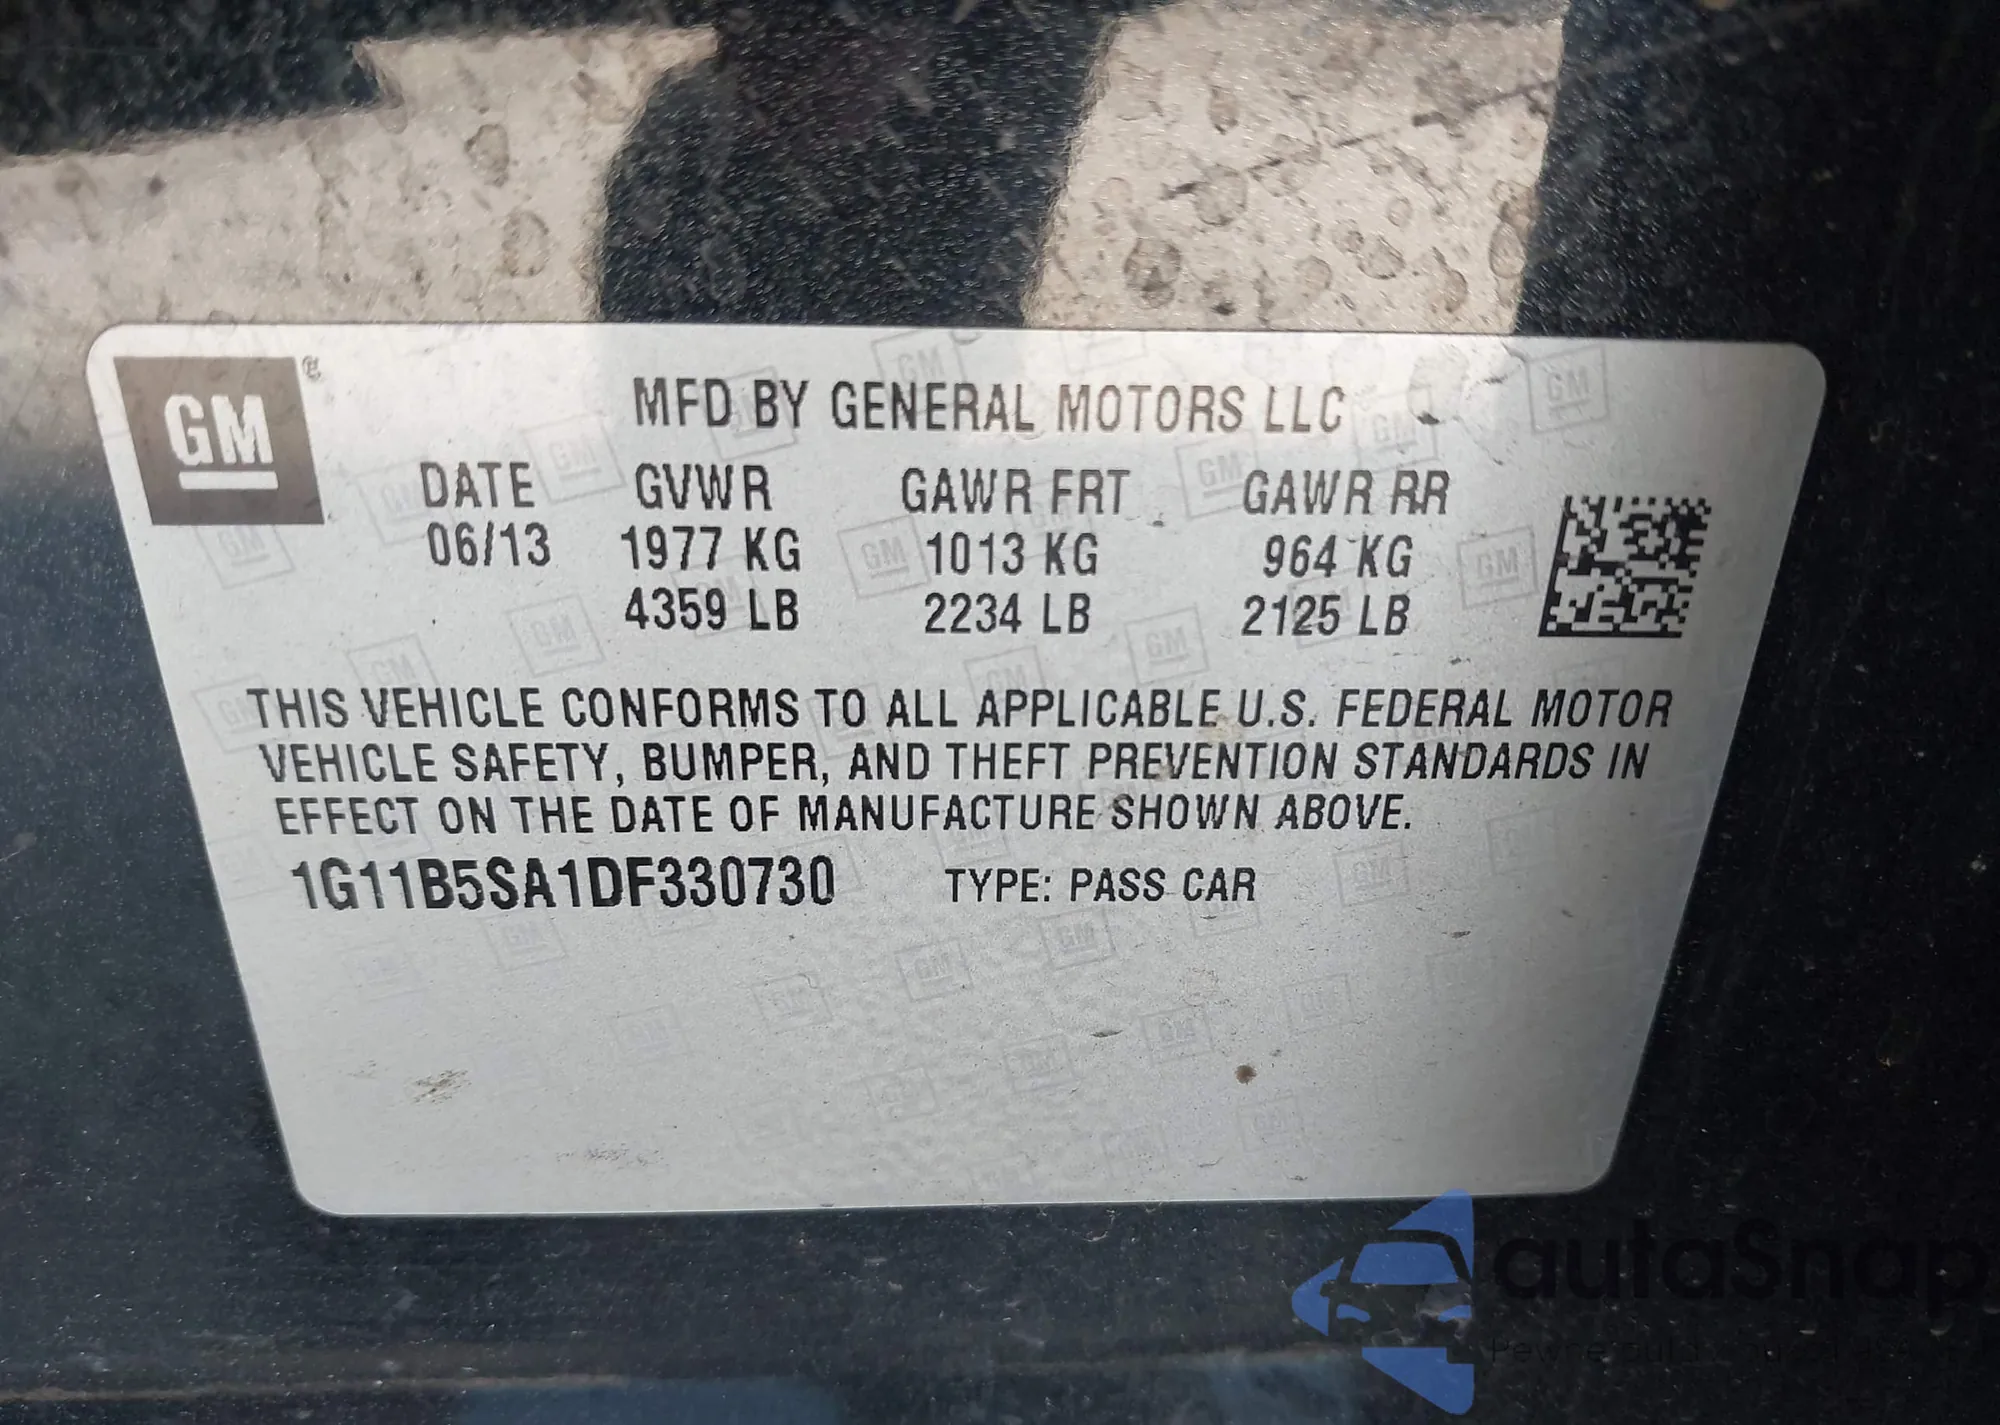 GM
MFD BY GENERAL MOTORS LLC
DATE GVWR GAWR FRT GAWR RR
06/13 1977 KG 1013 KG 964 KG
4359 LB 2234 LB 2125 LB
THIS VEHICLE CONFORMS TO ALL APPLICABLE U.S. FEDERAL MOTOR
VEHICLE SAFETY, BUMPER, AND THEFT PREVENTION STANDARDS IN
EFFECT ON THE DATE OF MANUFACTURE SHOWN ABOVE.
1G11B5SA1DF330730 TYPE: PASS CAR
autaSnap